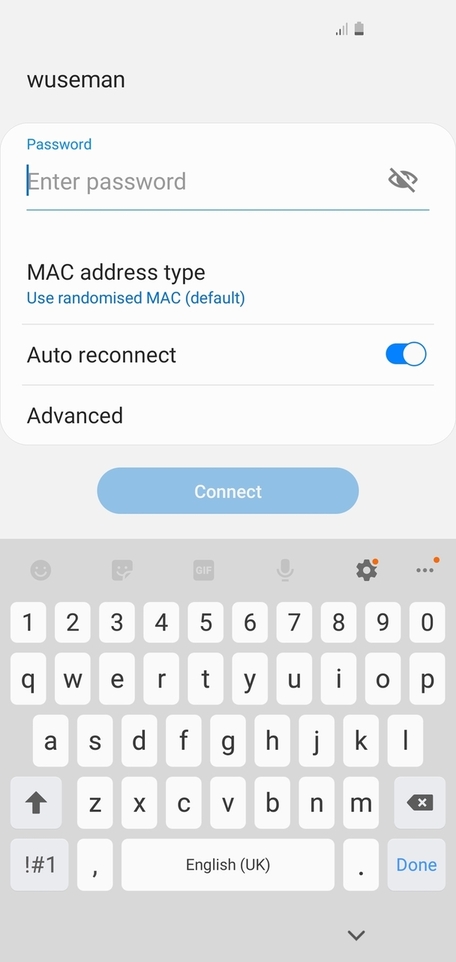 wuseman
Password
Enter password
MAC address type
Use randomised MAC (default)
Auto reconnect
Advanced
Connect
GIF
1 2 3 4 5 6 7 8 9 0
q w e r t y u i o p
a s d f g h j k l
z x c v b n m
!#1 , English (UK) . Done